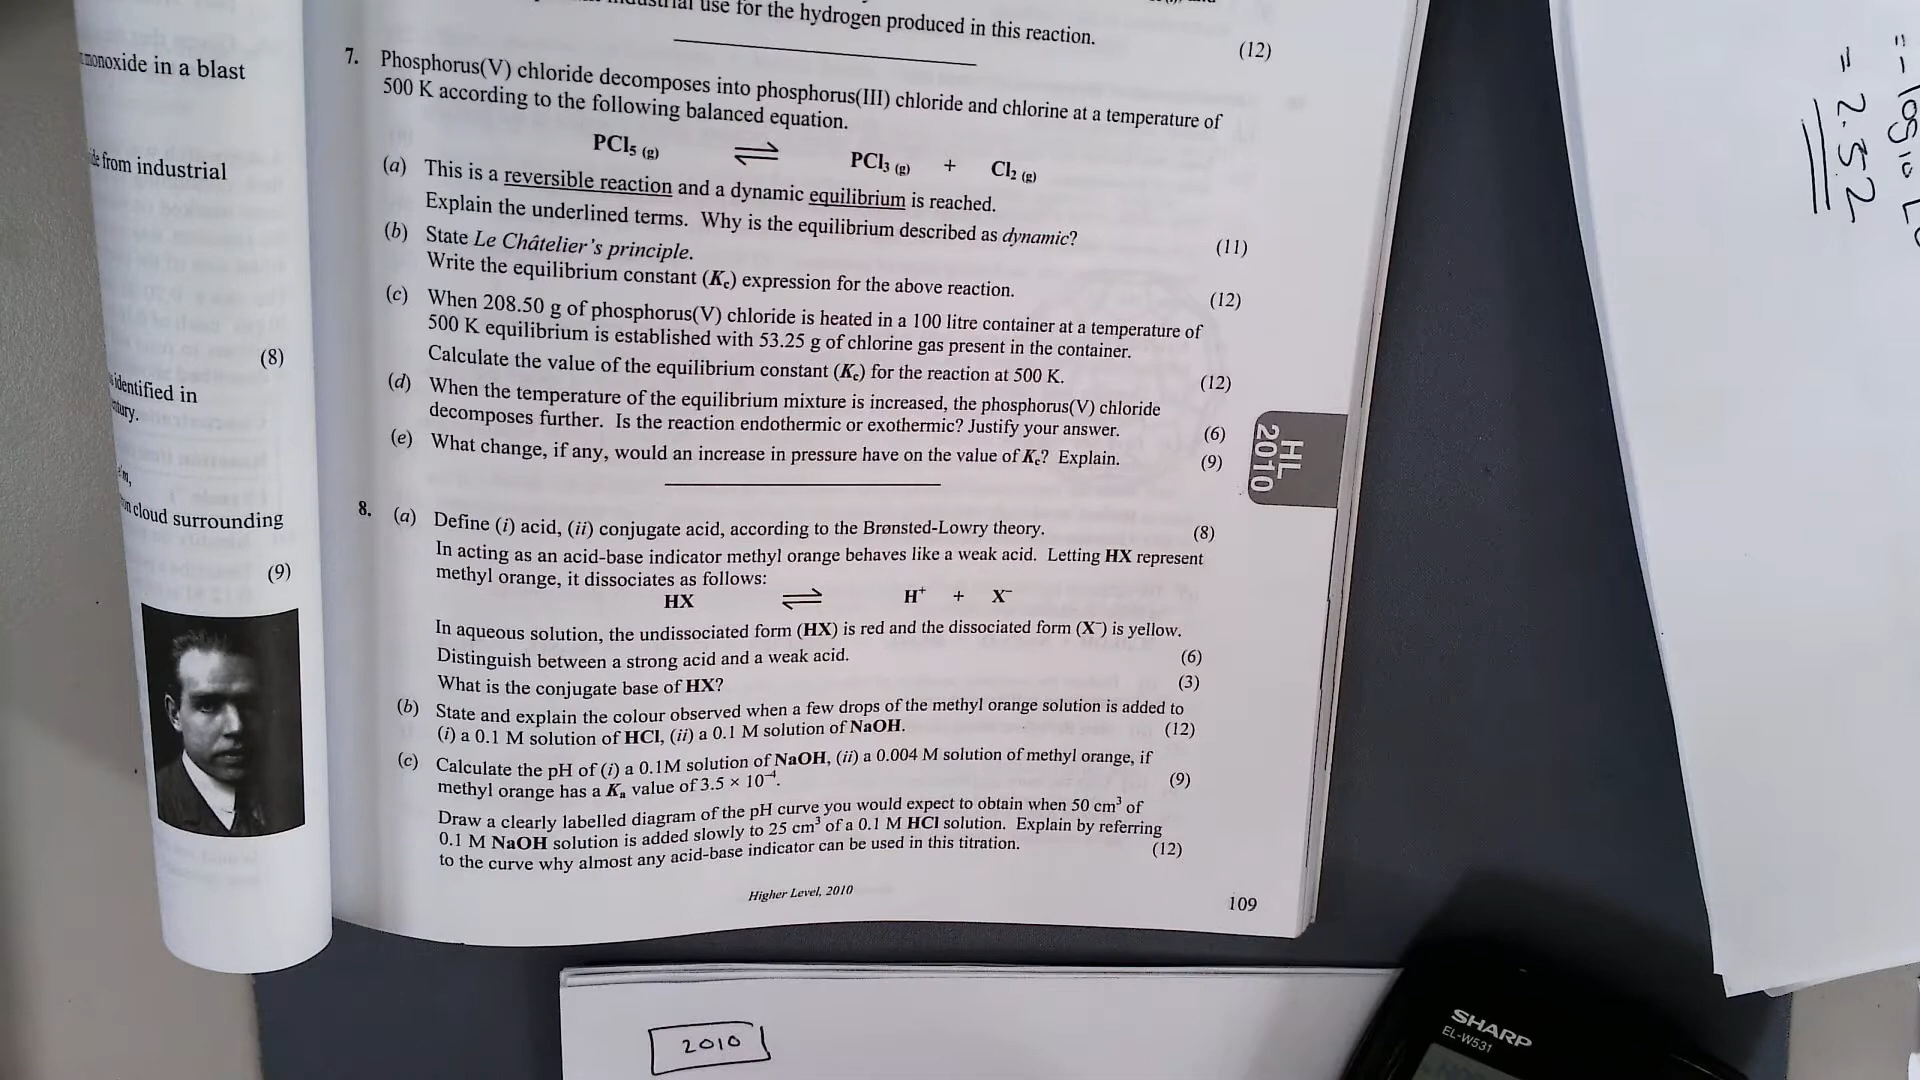 monoxide in a blast
from industrial
(8)
identified in
cloud surrounding
(9)
use for the hydrogen produced in this reaction.
(12)
7. Phosphorus(V) chloride decomposes into phosphorus(III) chloride and chlorine at a temperature of
500 K according to the following balanced equation.
PCl₅ (g) ⇌ PCl₃ (g) + Cl₂ (g)
(a) This is a reversible reaction and a dynamic equilibrium is reached.
Explain the underlined terms. Why is the equilibrium described as dynamic? (11)
(b) State Le Châtelier's principle.
Write the equilibrium constant (Kc) expression for the above reaction. (12)
(c) When 208.50 g of phosphorus(V) chloride is heated in a 100 litre container at a temperature of
500 K equilibrium is established with 53.25 g of chlorine gas present in the container.
Calculate the value of the equilibrium constant (Kc) for the reaction at 500 K. (12)
(d) When the temperature of the equilibrium mixture is increased, the phosphorus(V) chloride
decomposes further. Is the reaction endothermic or exothermic? Justify your answer. (6)
(e) What change, if any, would an increase in pressure have on the value of Kc? Explain. (9)
8. (a) Define (i) acid, (ii) conjugate acid, according to the Brønsted-Lowry theory. (8)
In acting as an acid-base indicator methyl orange behaves like a weak acid. Letting HX represent
methyl orange, it dissociates as follows:
HX ⇌ H⁺ + X⁻
In aqueous solution, the undissociated form (HX) is red and the dissociated form (X⁻) is yellow.
Distinguish between a strong acid and a weak acid. (6)
What is the conjugate base of HX? (3)
(b) State and explain the colour observed when a few drops of the methyl orange solution is added to
(i) a 0.1 M solution of HCl, (ii) a 0.1 M solution of NaOH. (12)
(c) Calculate the pH of (i) a 0.1M solution of NaOH, (ii) a 0.004 M solution of methyl orange, if
methyl orange has a Ka value of 3.5 × 10⁻⁴. (9)
Draw a clearly labelled diagram of the pH curve you would expect to obtain when 50 cm³ of
0.1 M NaOH solution is added slowly to 25 cm³ of a 0.1 M HCl solution. Explain by referring
to the curve why almost any acid-base indicator can be used in this titration. (12)
Higher Level, 2010
109
HL
2010
= - log10
= 2.52
2010
SHARP
EL-W531